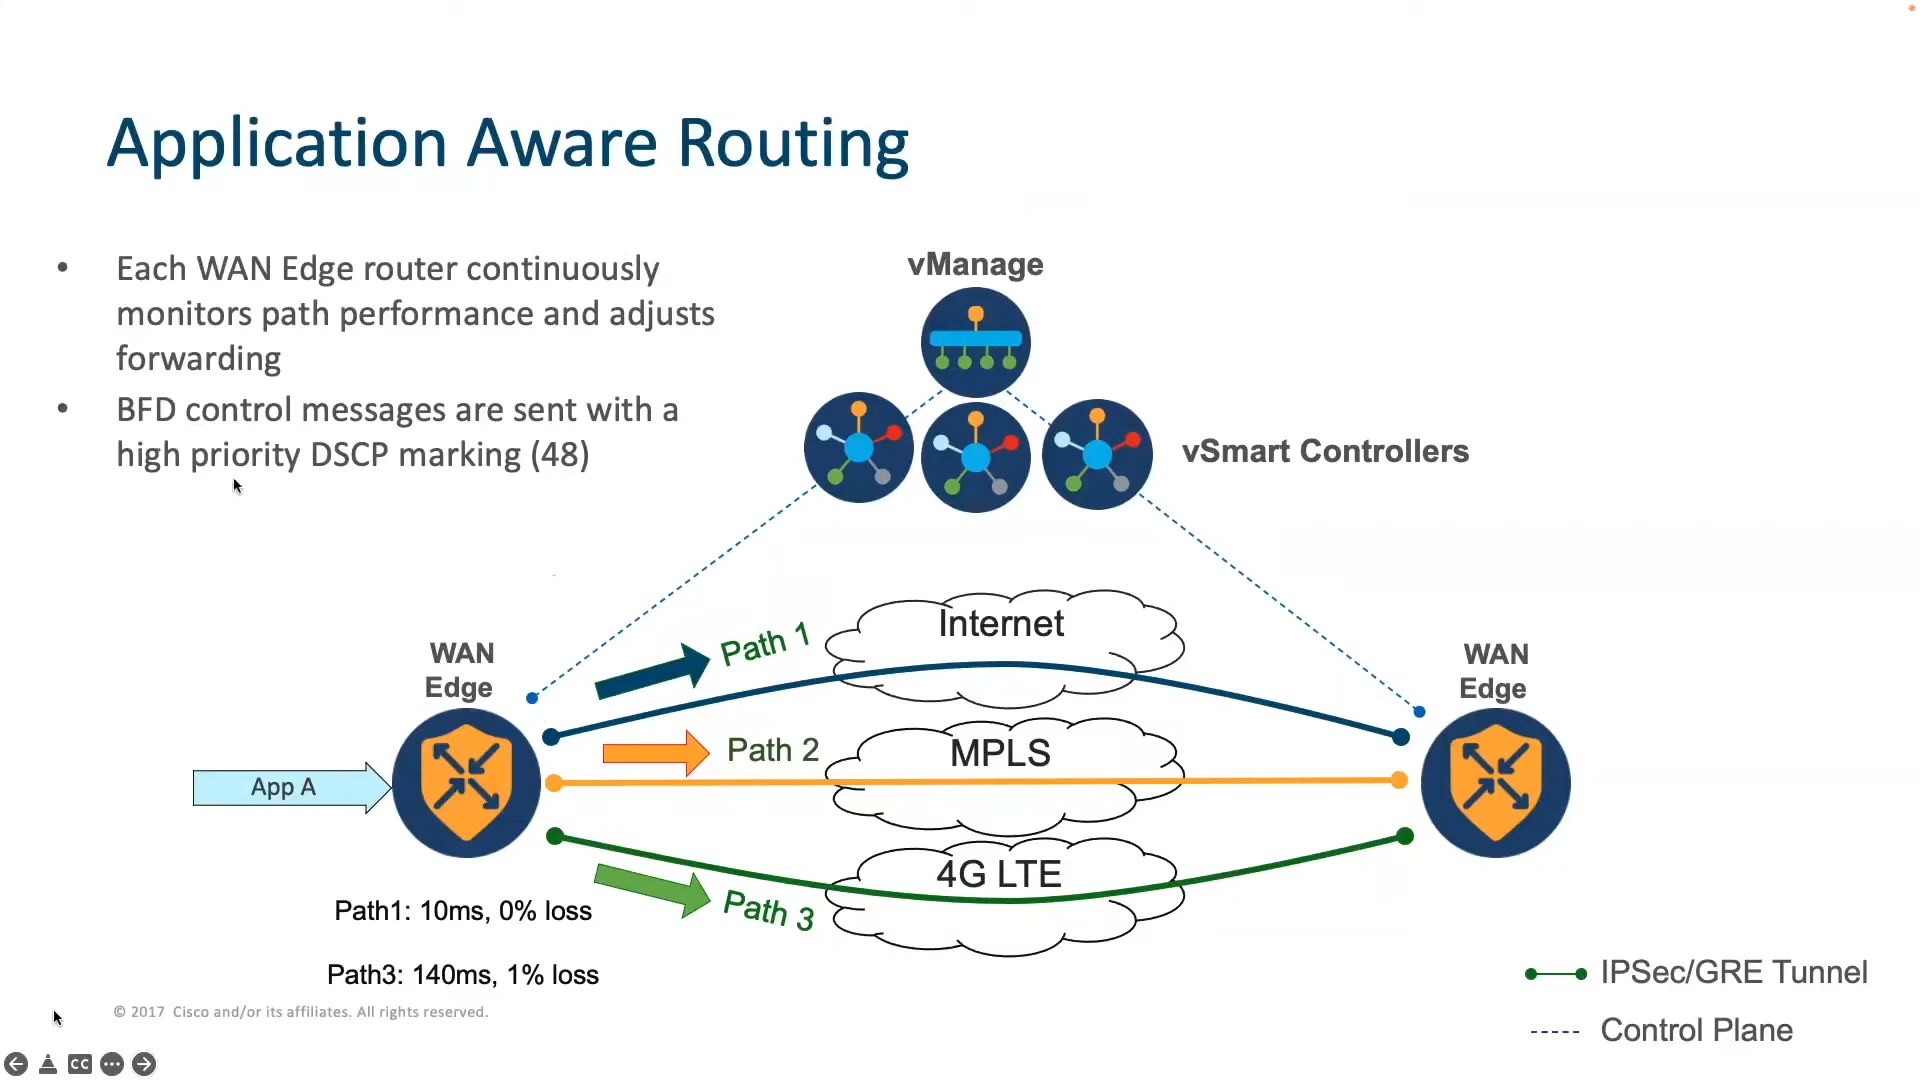 Application Aware Routing
• Each WAN Edge router continuously
monitors path performance and adjusts
forwarding
• BFD control messages are sent with a
high priority DSCP marking (48)
vManage
vSmart Controllers
WAN
Edge
Path 1
Internet
WAN
Edge
Path 2
MPLS
App A
Path 3
4G LTE
Path1: 10ms, 0% loss
Path3: 140ms, 1% loss
IPSec/GRE Tunnel
Control Plane
© 2017 Cisco and/or its affiliates. All rights reserved.
CC